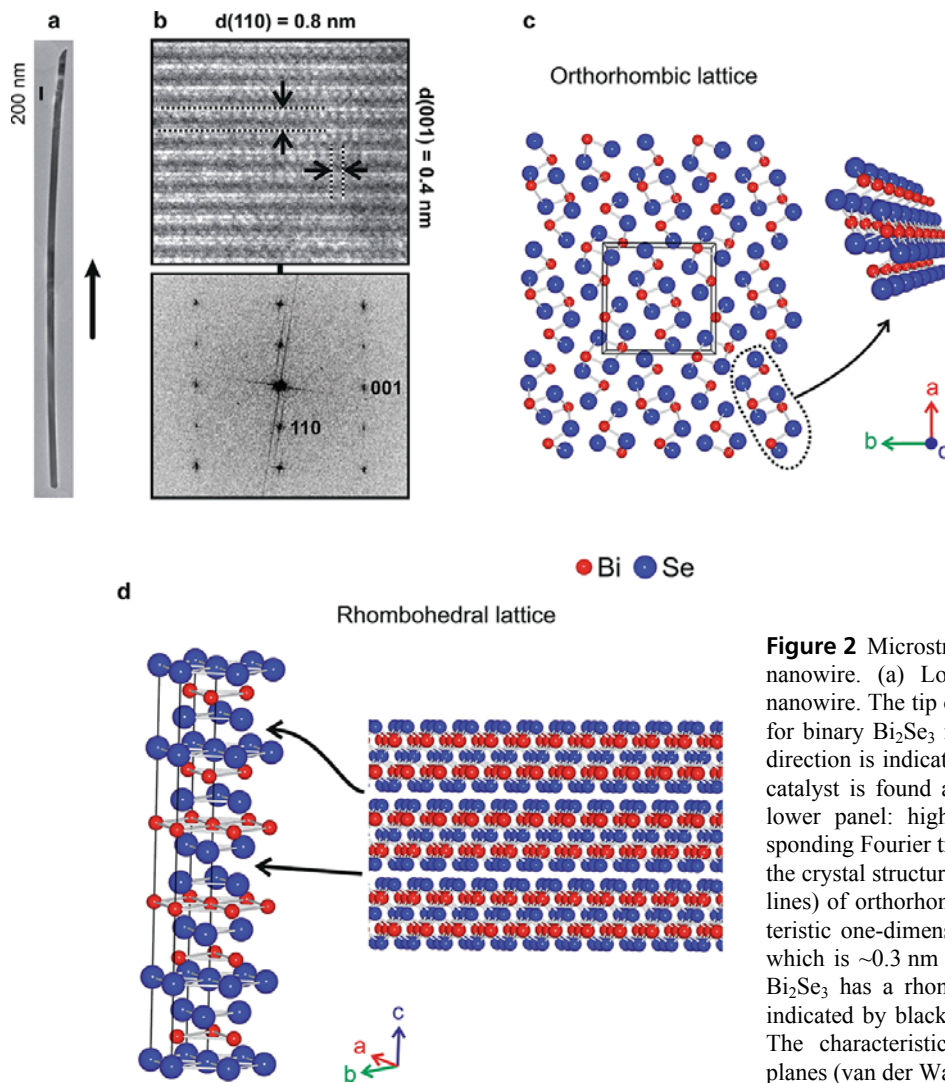 a
200 nm
b
d(110) = 0.8 nm
d(001) = 0.4 nm
001
110
c
Orthorhombic lattice
a
b
c
Bi Se
d
Rhombohedral lattice
c
a
b
Figure 2 Microstr
nanowire. (a) Lo
nanowire. The tip
for binary Bi₂Se₃
direction is indicat
catalyst is found a
lower panel: high
sponding Fourier t
the crystal structur
lines) of orthorhon
teristic one-dimens
which is ~0.3 nm
Bi₂Se₃ has a rhom
indicated by black
The characteristic
planes (van der Wa